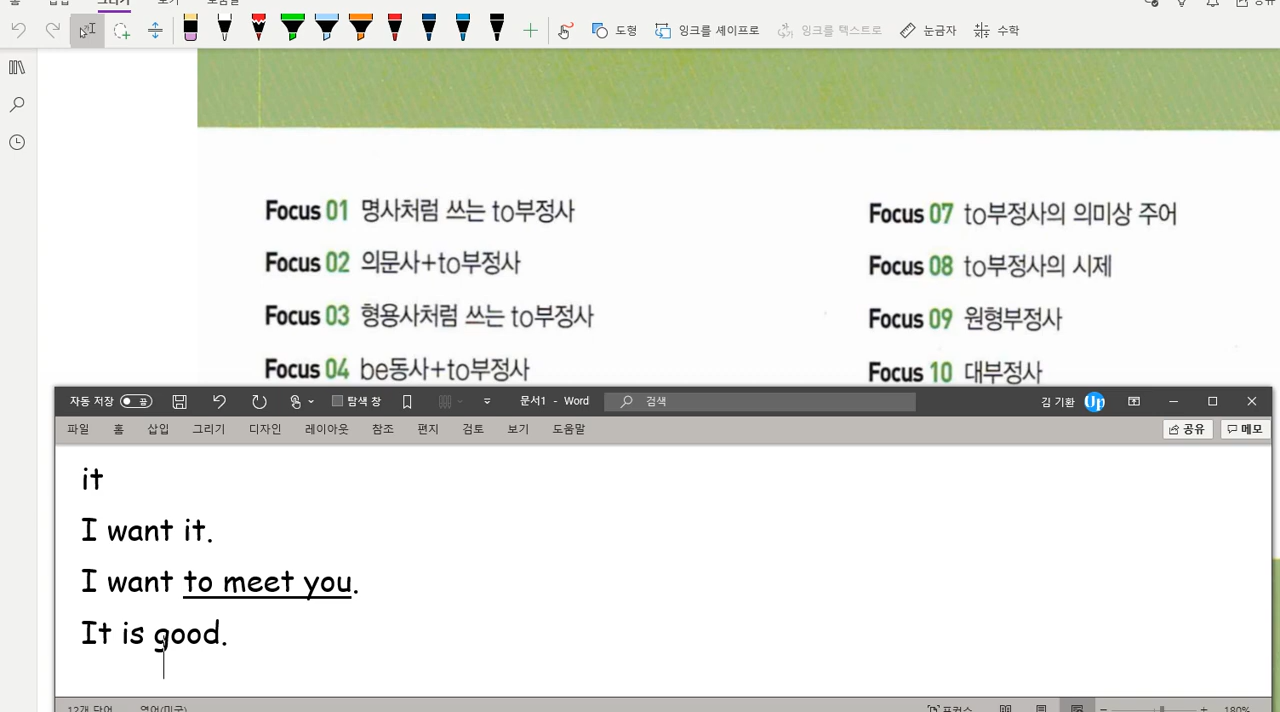 그리기
도형
잉크를 셰이프로
잉크를 텍스트로
눈금자
수학
Focus 01 명사처럼 쓰는 to부정사
Focus 02 의문사+to부정사
Focus 03 형용사처럼 쓰는 to부정사
Focus 04 be동사+to부정사
Focus 07 to부정사의 의미상 주어
Focus 08 to부정사의 시제
Focus 09 원형부정사
Focus 10 대부정사
자동 저장 끔 탐색 창 문서1 - Word 검색 김 기환 Up
파일 홈 삽입 그리기 디자인 레이아웃 참조 편지 검토 보기 도움말 공유 메모
it
I want it.
I want to meet you.
It is good.
12개 단어 영어(미국) 포커스 180%